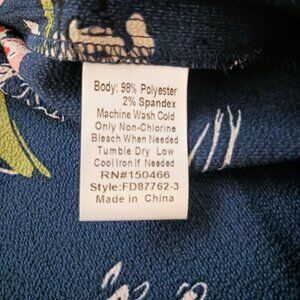 Body: 98% Polyester
2% Spandex
Machine Wash Cold
Only Non-Chlorine
Bleach When Needed
Tumble Dry Low
Cool Iron if Needed
RN#150466
Style:FD87762-3
Made in China